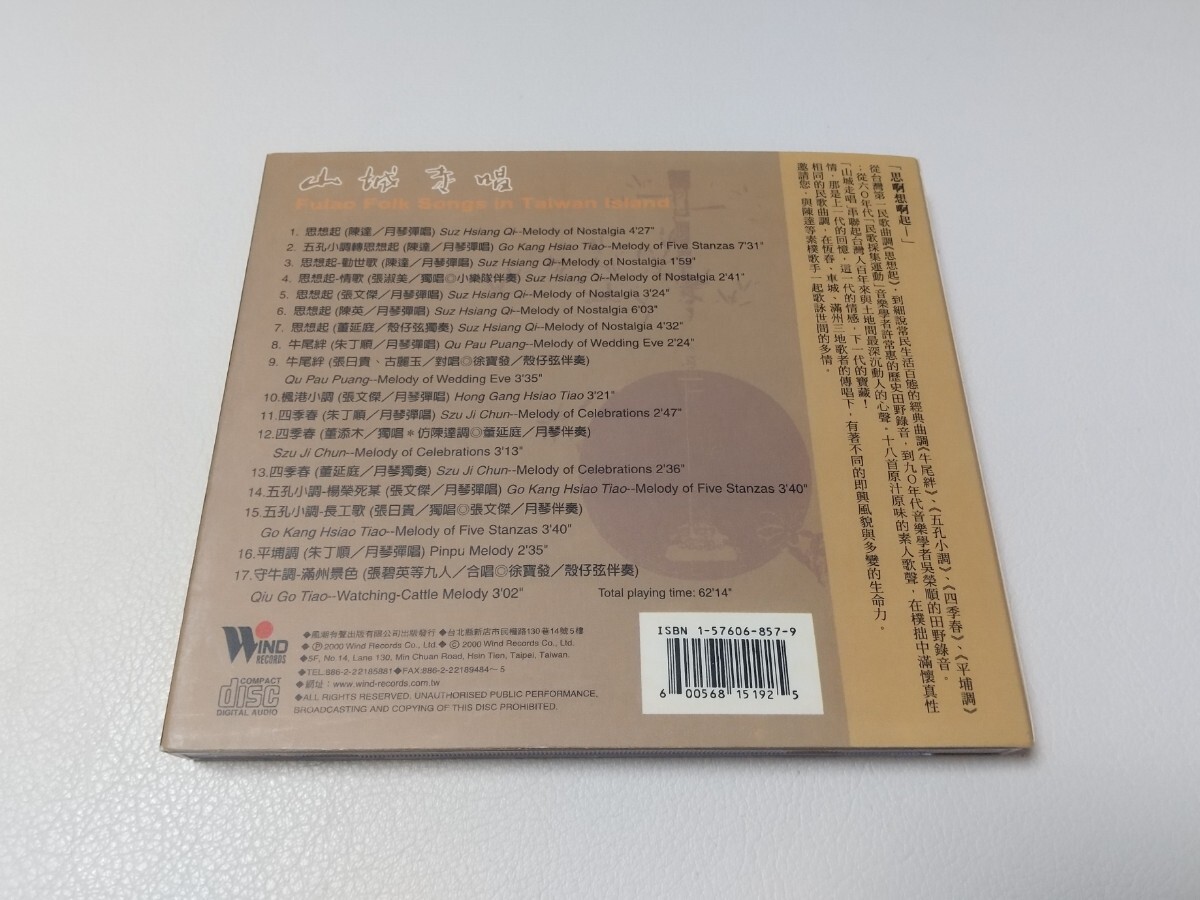 山城走唱
Fulao Folk Songs in Taiwan Island
1. 思想起 (陳達／月琴彈唱) Suz Hsiang Qi--Melody of Nostalgia 4'27"
2. 五孔小調轉思想起 (陳達／月琴彈唱) Go Kang Hsiao Tiao--Melody of Five Stanzas 7'31"
3. 思想起-勸世歌 (陳達／月琴彈唱) Suz Hsiang Qi--Melody of Nostalgia 1'59"
4. 思想起-情歌 (張淑美／獨唱◎小樂隊伴奏) Suz Hsiang Qi--Melody of Nostalgia 2'41"
5. 思想起 (張文傑／月琴彈唱) Suz Hsiang Qi--Melody of Nostalgia 3'24"
6. 思想起 (陳英／月琴彈唱) Suz Hsiang Qi--Melody of Nostalgia 6'03"
7. 思想起 (董延庭／殼仔弦獨奏) Suz Hsiang Qi--Melody of Nostalgia 4'32"
8. 牛尾絆 (朱丁順／月琴彈唱) Qu Pau Puang--Melody of Wedding Eve 2'24"
9. 牛尾絆 (張日貴、古麗玉／對唱◎徐寶發／殼仔弦伴奏)
Qu Pau Puang--Melody of Wedding Eve 3'35"
10.楓港小調 (張文傑／月琴彈唱) Hong Gang Hsiao Tiao 3'21"
11.四季春 (朱丁順／月琴彈唱) Szu Ji Chun--Melody of Celebrations 2'47"
12.四季春 (董添木／獨唱＊仿陳達調◎董延庭／月琴伴奏)
Szu Ji Chun--Melody of Celebrations 3'13"
13.四季春 (董延庭／月琴獨奏) Szu Ji Chun--Melody of Celebrations 2'36"
14.五孔小調-楊榮死某 (張文傑／月琴彈唱) Go Kang Hsiao Tiao--Melody of Five Stanzas 3'40"
15.五孔小調-長工歌 (張日貴／獨唱◎張文傑／月琴伴奏)
Go Kang Hsiao Tiao--Melody of Five Stanzas 3'40"
16.平埔調 (朱丁順／月琴彈唱) Pinpu Melody 2'35"
17.守牛調-滿州景色 (張碧英等九人／合唱◎徐寶發／殼仔弦伴奏)
Qiu Go Tiao--Watching-Cattle Melody 3'02"
Total playing time: 62'14"
WIND RECORDS
COMPACT disc DIGITAL AUDIO
◆風潮有聲出版有限公司出版發行 ◆台北縣新店市民權路130巷14號5樓
◆ Ⓟ 2000 Wind Records Co., Ltd. ◆ © 2000 Wind Records Co., Ltd.
◆5F, No.14, Lane 130, Min Chuan Road, Hsin Tien, Taipei, Taiwan.
◆TEL:886-2-22185881◆FAX:886-2-22189484～5
◆網址：www.wind-records.com.tw
◆ALL RIGHTS RESERVED. UNAUTHORISED PUBLIC PERFORMANCE,
BROADCASTING AND COPYING OF THIS DISC PROHIBITED.
ISBN 1-57606-857-9
6 00568 15192 5
「思啊想啊起—」
從台灣第一民歌曲調《思想起》，到細說常民生活百態的經典曲調《牛尾絆》、《五孔小調》、《四季春》、《平埔調》
；從六０年代「民歌採集運動」音樂學者許常惠的歷史田野錄音，到九０年代音樂學者吳榮順的田野錄音。
「山城走唱」串聯起台灣人百年來與土地間最深沉動人的心聲。十八首原汁原味的素人歌聲，在樸拙中滿懷真性
情，那是上一代的回憶，這一代的情感，下一代的寶藏！
相同的民歌曲調，在恆春、車城、滿州三地歌者的傳唱下，有著不同的即興風貌與多變的生命力。
邀請您，與陳達等素樸歌手一起歌詠世間的多情。